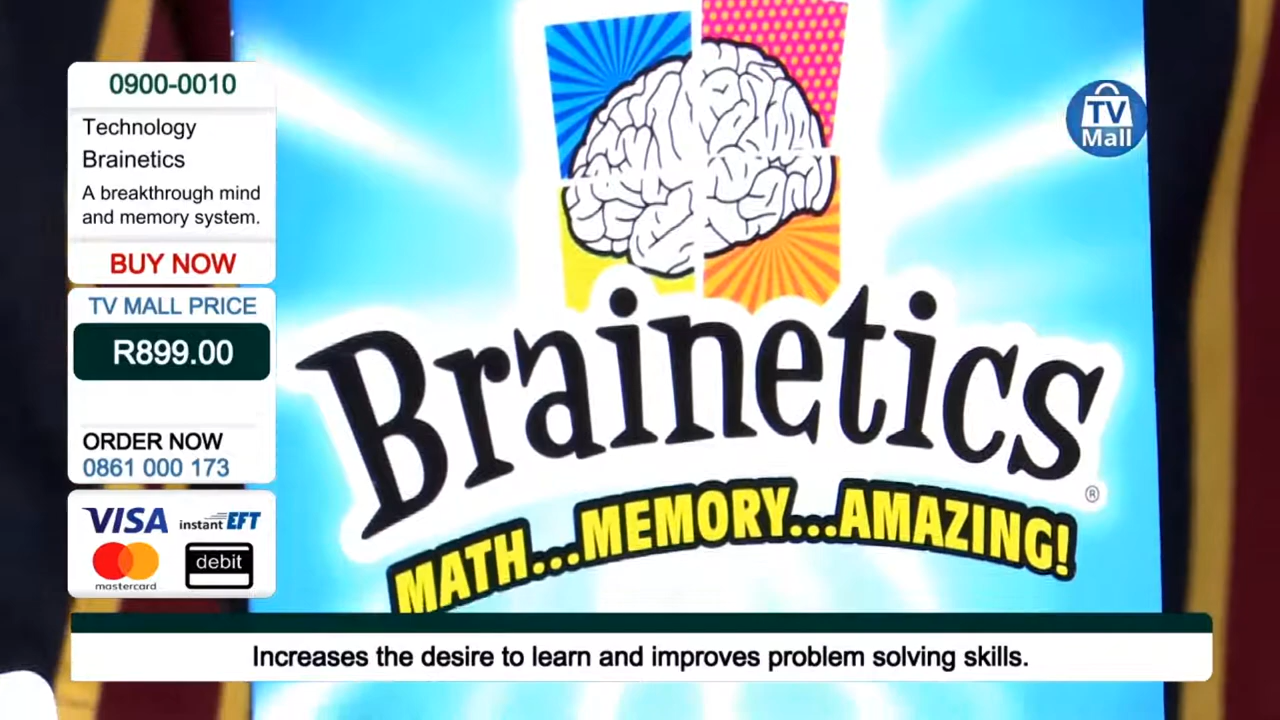 0900-0010
Technology
Brainetics
A breakthrough mind
and memory system.
BUY NOW
TV MALL PRICE
R899.00
ORDER NOW
0861 000 173
VISA instant EFT
mastercard debit
TV
Mall
Brainetics®
MATH...MEMORY...AMAZING!
Increases the desire to learn and improves problem solving skills.